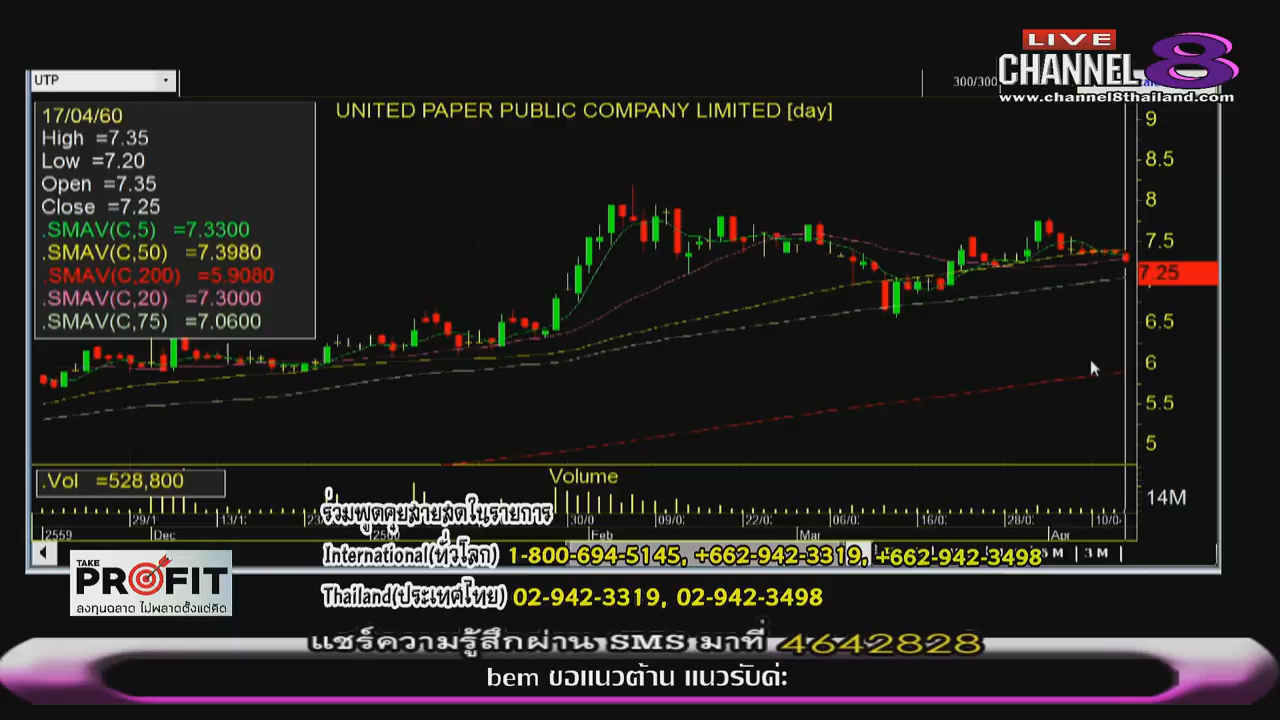 LIVE
CHANNEL 8
www.channel8thailand.com
UTP
300/300
UNITED PAPER PUBLIC COMPANY LIMITED [day]
17/04/60
High =7.35
Low =7.20
Open =7.35
Close =7.25
.SMAV(C,5) =7.3300
.SMAV(C,50) =7.3980
.SMAV(C,200) =5.9080
.SMAV(C,20) =7.3000
.SMAV(C,75) =7.0600
9
8.5
8
7.5
7.25
6.5
6
5.5
5
.Vol =528,800
Volume
14M
29/1 13/1: 30/0 09/0: 22/0: 06/0: 16/0: 28/0: 10/0
2559 Dec 2560 Feb Mar Apr
3 M
ร่วมพูดคุยสายสดในรายการ
International(ทั่วโลก) 1-800-694-5145, +662-942-3319, +662-942-3498
Thailand(ประเทศไทย) 02-942-3319, 02-942-3498
TAKE
PROFIT
ลงทุนฉลาด ไม่พลาดตั้งแต่คิด
แชร์ความรู้สึกผ่าน SMS มาที่ 4642828
bem ขอแนวต้าน แนวรับค่ะ